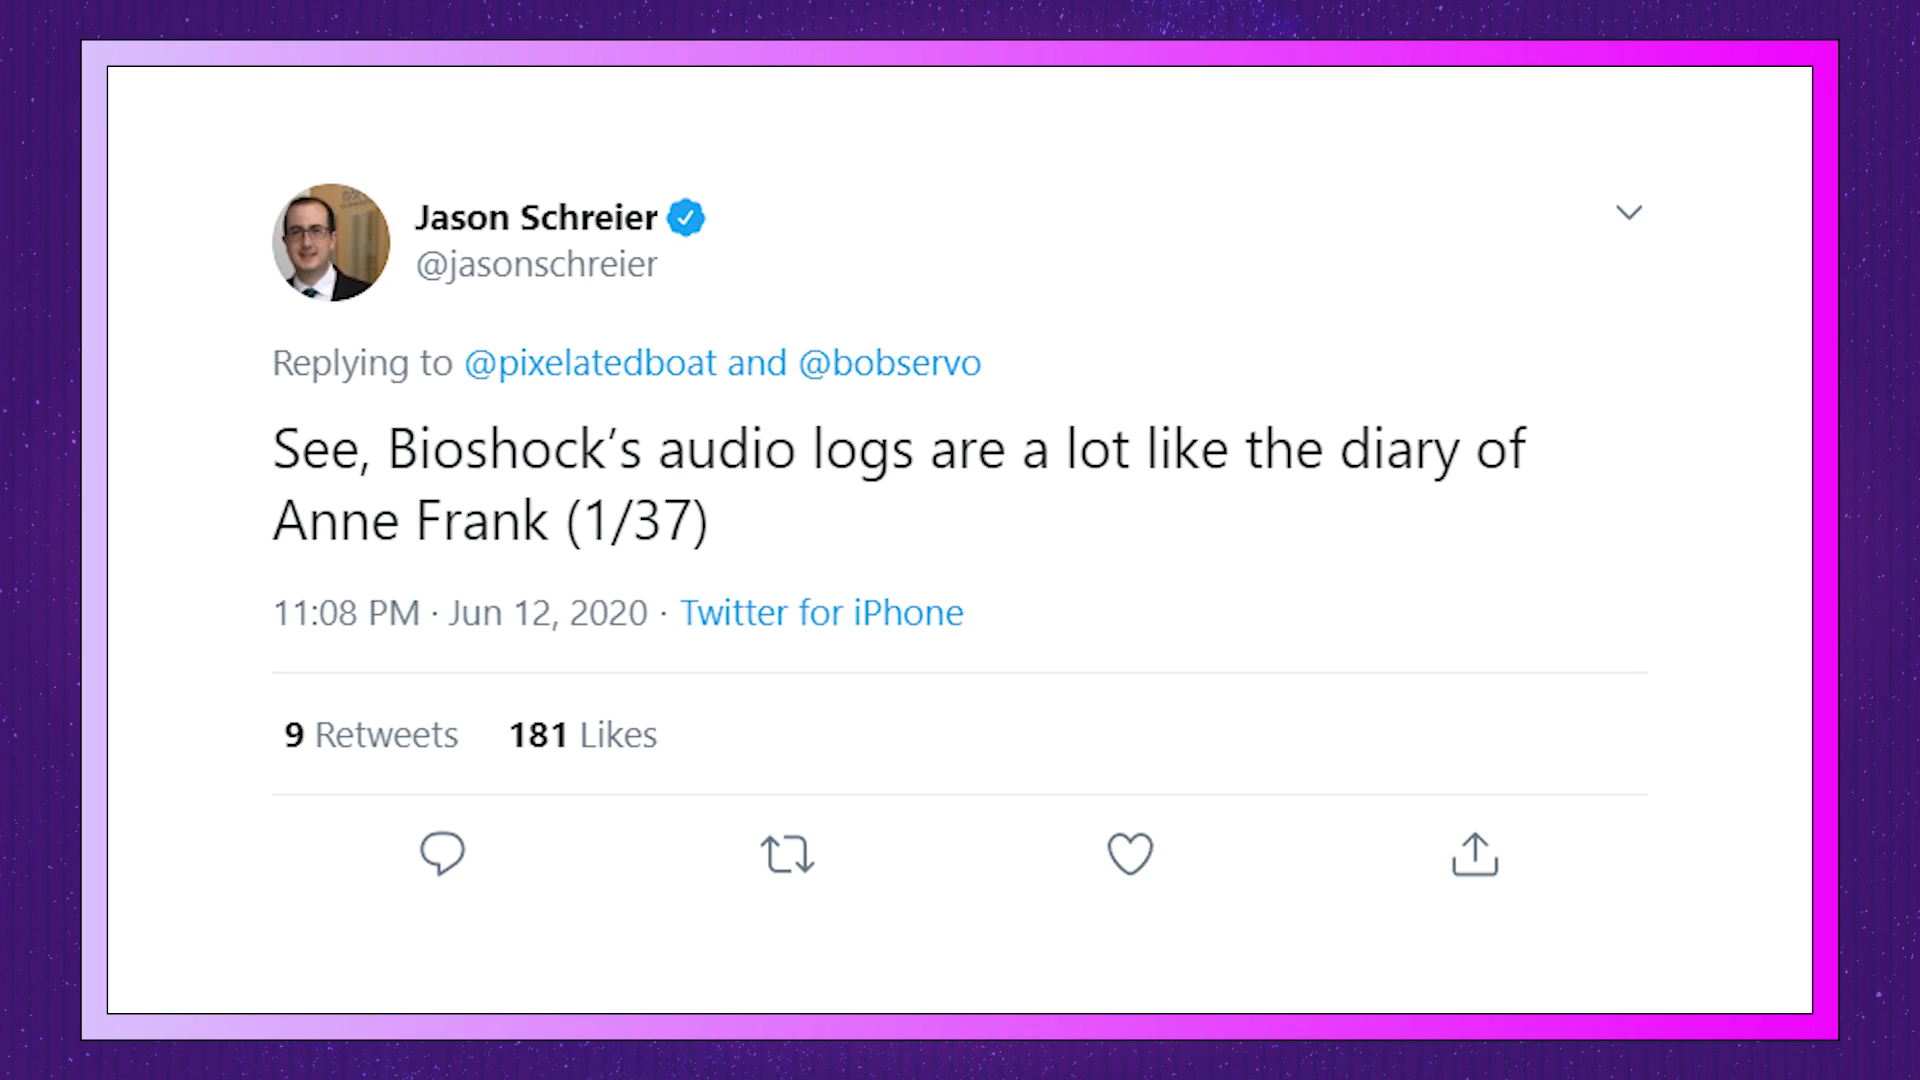 Jason Schreier
@jasonschreier
Replying to @pixelatedboat and @bobservo
See, Bioshock’s audio logs are a lot like the diary of
Anne Frank (1/37)
11:08 PM · Jun 12, 2020 · Twitter for iPhone
9 Retweets 181 Likes